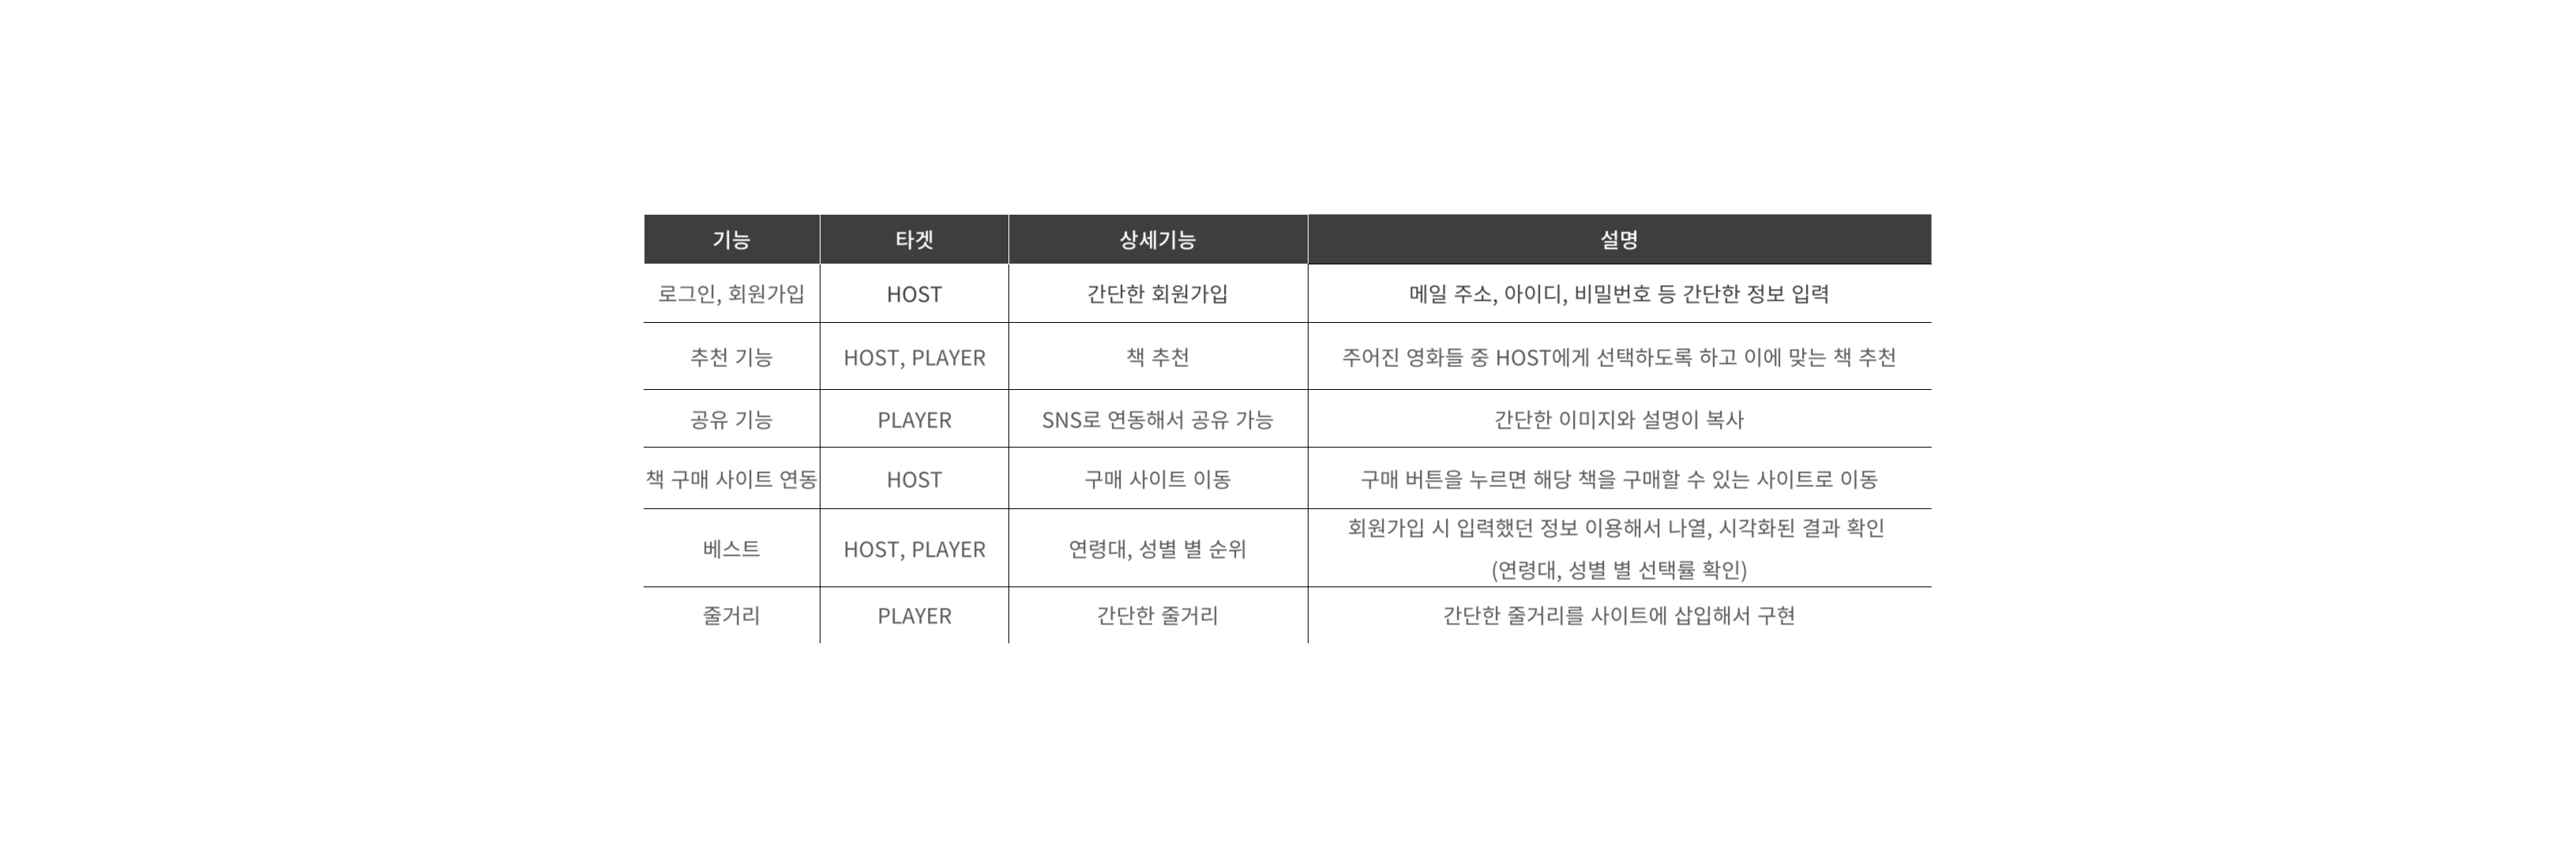 기능 타겟 상세기능 설명
로그인, 회원가입 HOST 간단한 회원가입 메일 주소, 아이디, 비밀번호 등 간단한 정보 입력
추천 기능 HOST, PLAYER 책 추천 주어진 영화들 중 HOST에게 선택하도록 하고 이에 맞는 책 추천
공유 기능 PLAYER SNS로 연동해서 공유 가능 간단한 이미지와 설명이 복사
책 구매 사이트 연동 HOST 구매 사이트 이동 구매 버튼을 누르면 해당 책을 구매할 수 있는 사이트로 이동
베스트 HOST, PLAYER 연령대, 성별 별 순위 회원가입 시 입력했던 정보 이용해서 나열, 시각화된 결과 확인
(연령대, 성별 별 선택률 확인)
줄거리 PLAYER 간단한 줄거리 간단한 줄거리를 사이트에 삽입해서 구현